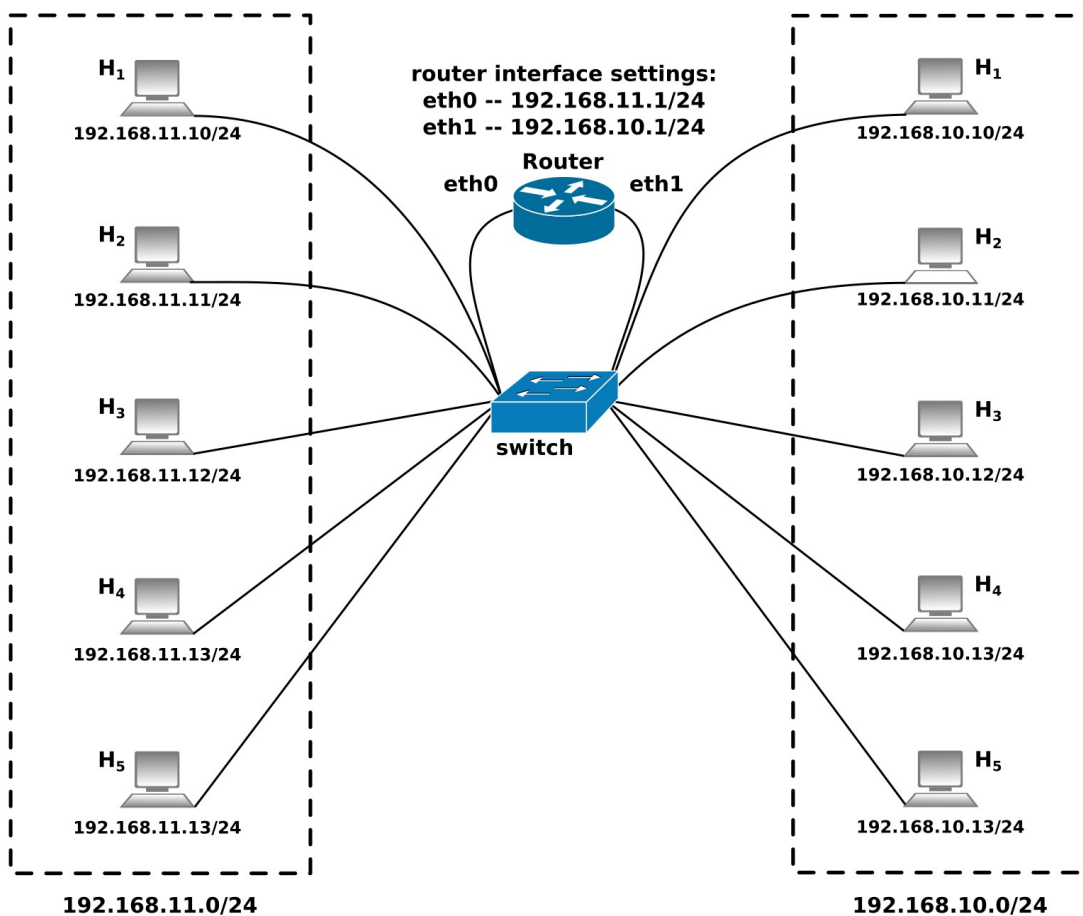 H₁
192.168.11.10/24
H₂
192.168.11.11/24
H₃
192.168.11.12/24
H₄
192.168.11.13/24
H₅
192.168.11.13/24
192.168.11.0/24
router interface settings:
eth0 -- 192.168.11.1/24
eth1 -- 192.168.10.1/24
Router
eth0 eth1
switch
H₁
192.168.10.10/24
H₂
192.168.10.11/24
H₃
192.168.10.12/24
H₄
192.168.10.13/24
H₅
192.168.10.13/24
192.168.10.0/24